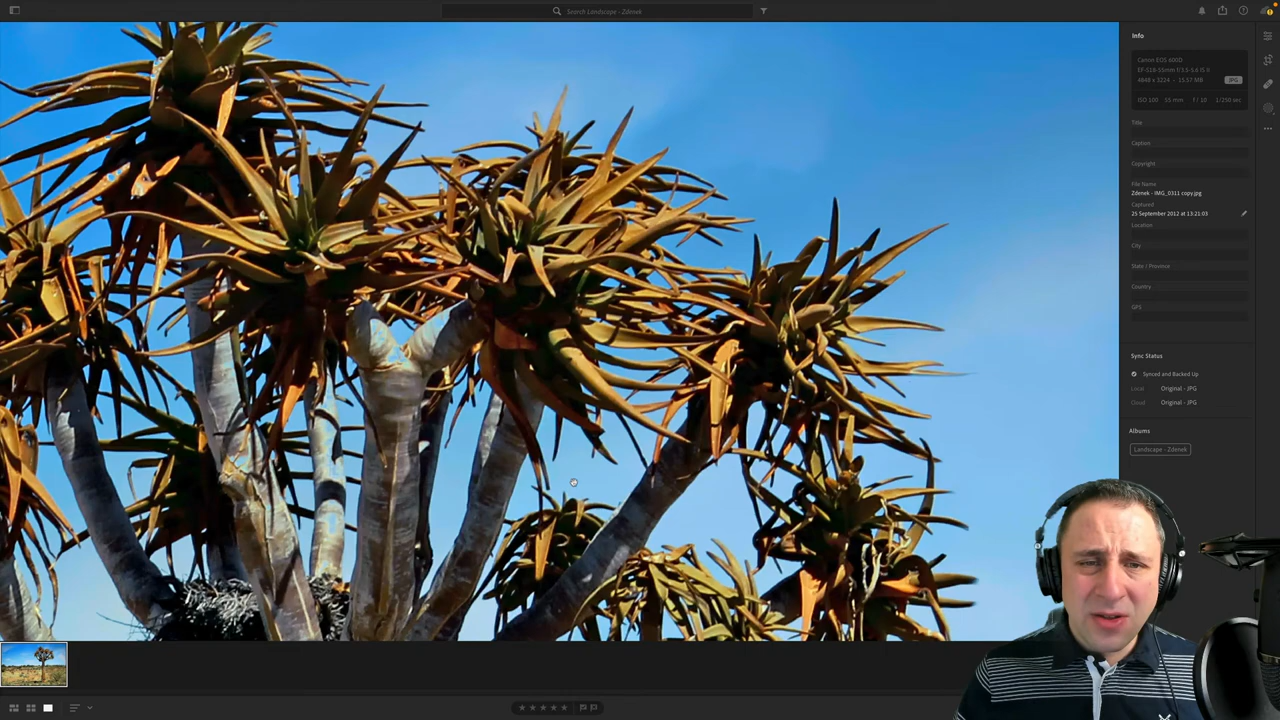 Search Landscape - Zdenek
Info
Canon EOS 600D
EF-S18-55mm f/3.5-5.6 IS II
4848 x 3224 - 15.57 MB
JPG
ISO 100 55 mm f / 10 1/250 sec
Title
Caption
Copyright
File Name
Zdenek - IMG_0311 copy.jpg
Captured
25 September 2012 at 13:21:03
Location
City
State / Province
Country
GPS
Sync Status
Synced and Backed Up
Local Original - JPG
Cloud Original - JPG
Albums
Landscape - Zdenek